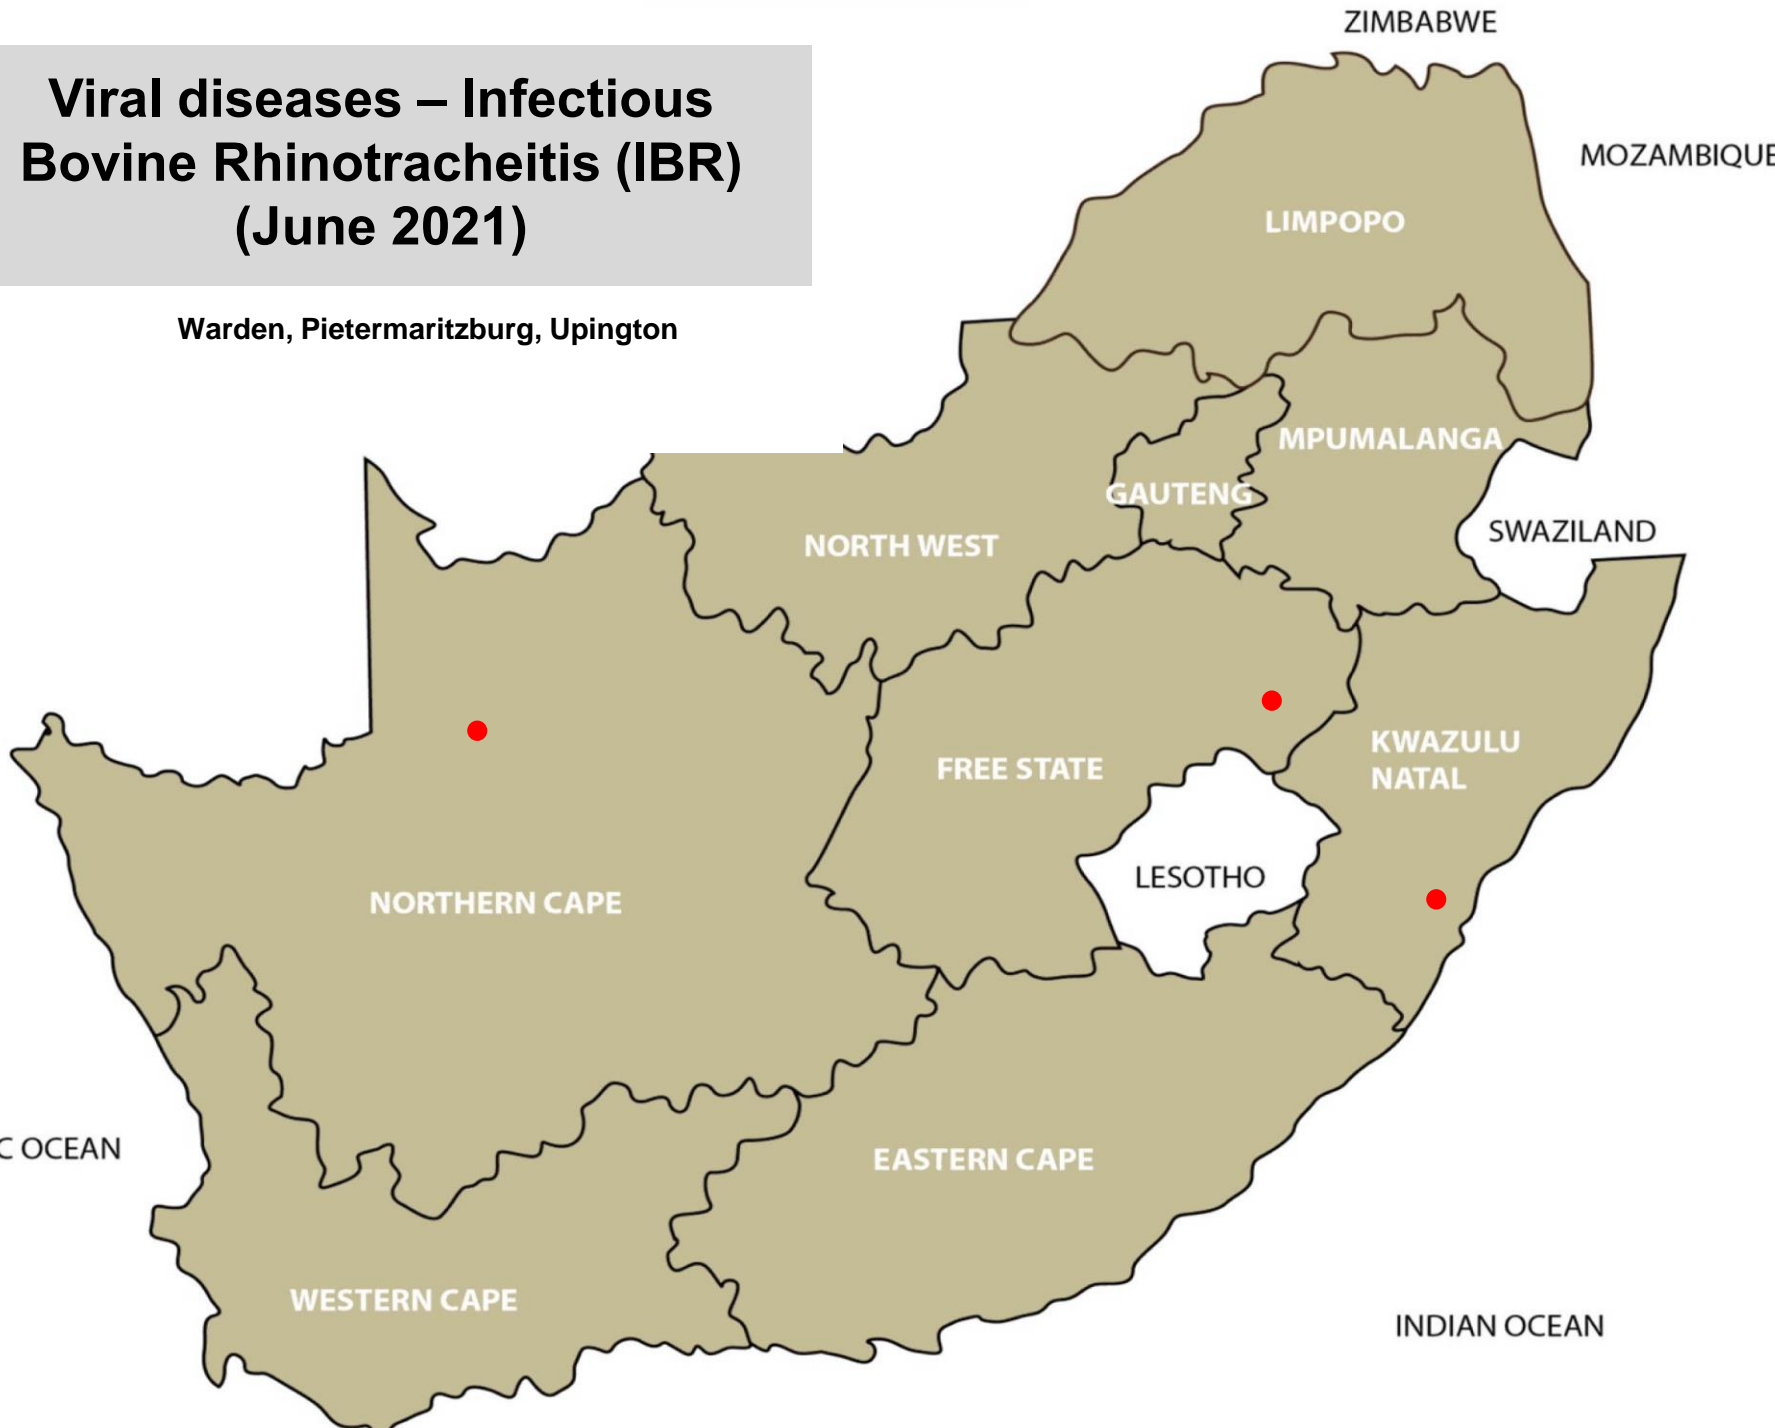 Viral diseases – Infectious
Bovine Rhinotracheitis (IBR)
(June 2021)
Warden, Pietermaritzburg, Upington
ZIMBABWE
MOZAMBIQUE
LIMPOPO
MPUMALANGA
GAUTENG
SWAZILAND
NORTH WEST
KWAZULU
NATAL
FREE STATE
LESOTHO
NORTHERN CAPE
C OCEAN
EASTERN CAPE
WESTERN CAPE
INDIAN OCEAN